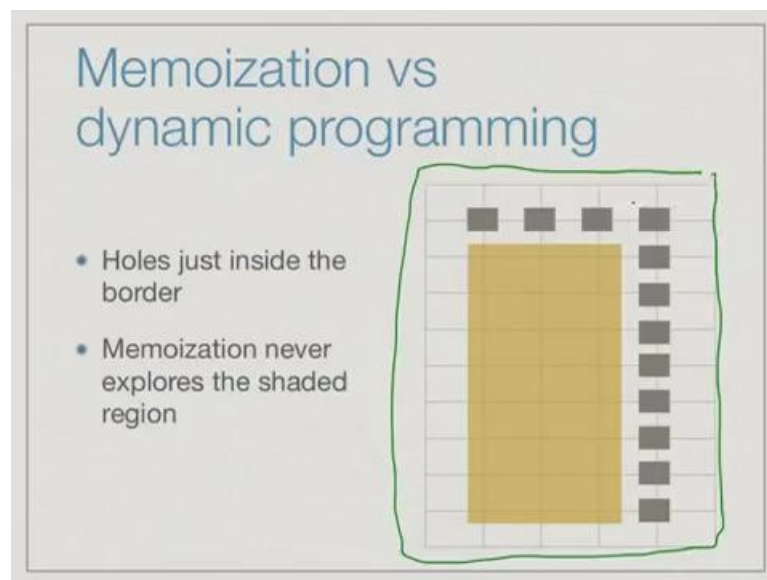 Memoization vs
dynamic programming
Holes just inside the
border
Memoization never
explores the shaded
region